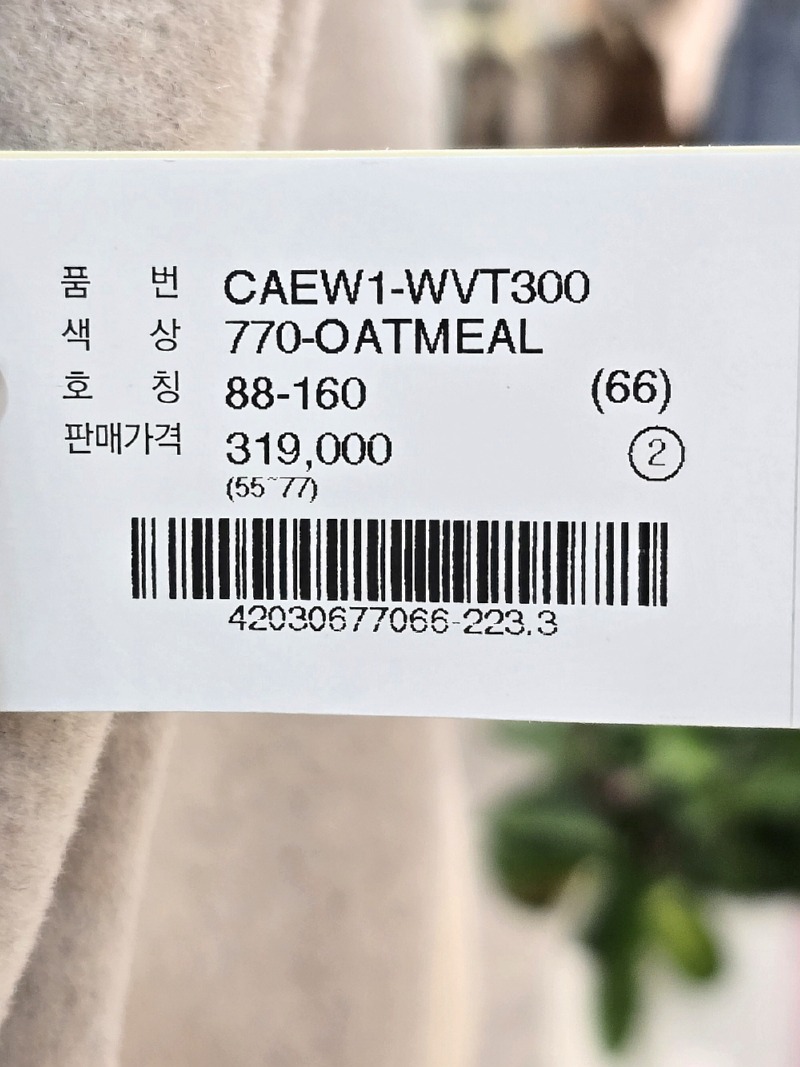 품 번 CAEW1-WVT300
색 상 770-OATMEAL
호 칭 88-160 (66)
판매가격 319,000 ②
(55~77)
42030677066-223.3